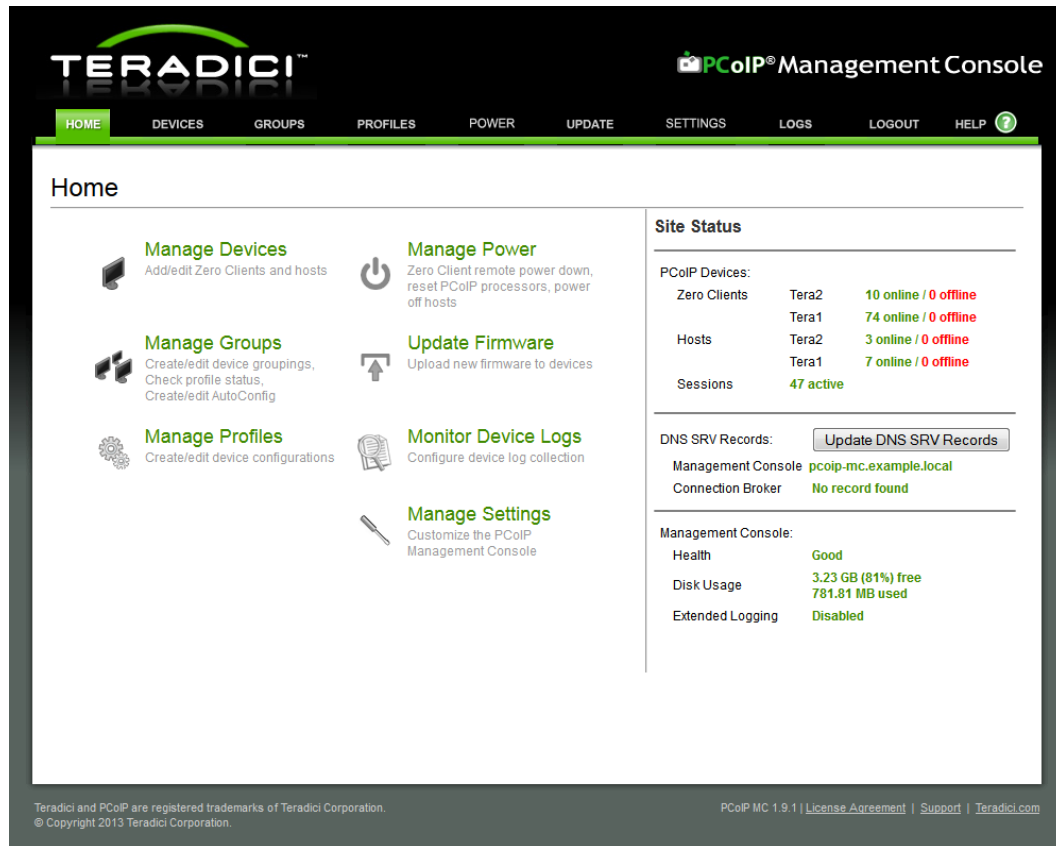 TERADICI™
PCoIP® Management Console
HOME DEVICES GROUPS PROFILES POWER UPDATE SETTINGS LOGS LOGOUT HELP ?
Home
Manage Devices
Add/edit Zero Clients and hosts
Manage Groups
Create/edit device groupings,
Check profile status,
Create/edit AutoConfig
Manage Profiles
Create/edit device configurations
Manage Power
Zero Client remote power down,
reset PCoIP processors, power
off hosts
Update Firmware
Upload new firmware to devices
Monitor Device Logs
Configure device log collection
Manage Settings
Customize the PCoIP
Management Console
Site Status
PCoIP Devices:
Zero Clients Tera2 10 online / 0 offline
Tera1 74 online / 0 offline
Hosts Tera2 3 online / 0 offline
Tera1 7 online / 0 offline
Sessions 47 active
DNS SRV Records: Update DNS SRV Records
Management Console pcoip-mc.example.local
Connection Broker No record found
Management Console:
Health Good
Disk Usage 3.23 GB (81%) free
781.81 MB used
Extended Logging Disabled
Teradici and PCoIP are registered trademarks of Teradici Corporation.
© Copyright 2013 Teradici Corporation.
PCoIP MC 1.9.1 | License Agreement | Support | Teradici.com